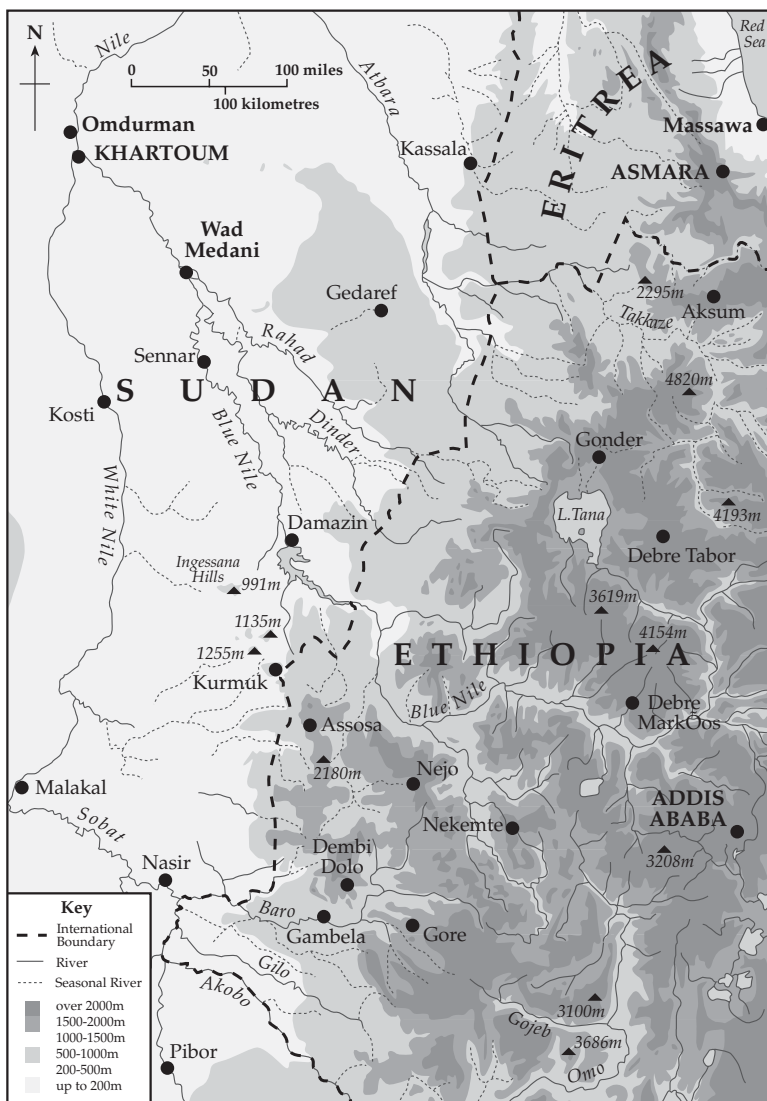 N
0 50 100 miles
100 kilometres
Nile
Atbara
Red
Sea
Omdurman
KHARTOUM
Kassala
ERITREA
Massawa
ASMARA
Wad
Medani
Gedaref
2295m
Takkaze
Aksum
Sennar
Rahad
SUDAN
4820m
Kosti
Blue Nile
Dinder
Gonder
White Nile
L.Tana
4193m
Damazin
Debre Tabor
Ingessana
Hills
991m
3619m
1135m
1255m
4154m
ETHIOPIA
Kurmuk
Blue Nile
Debre
MarkÕos
Assosa
2180m
Nejo
Malakal
Sobat
ADDIS
ABABA
Nekemte
3208m
Dembi
Dolo
Nasir
Baro
Gambela
Gore
Gilo
Akobo
3100m
Gojeb
3686m
Omo
Pibor
Key
International
Boundary
River
Seasonal River
over 2000m
1500-2000m
1000-1500m
500-1000m
200-500m
up to 200m